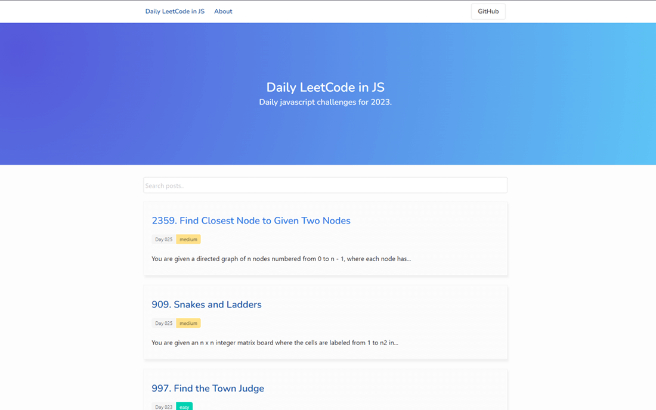 Daily LeetCode in JS
About
GitHub
Daily LeetCode in JS
Daily javascript challenges for 2023.
Search posts..
2359. Find Closest Node to Given Two Nodes
Day 025 medium
You are given a directed graph of n nodes numbered from 0 to n - 1, where each node has...
909. Snakes and Ladders
Day 025 medium
You are given an n x n integer matrix board where the cells are labeled from 1 to n2 in...
997. Find the Town Judge
Day 023 easy